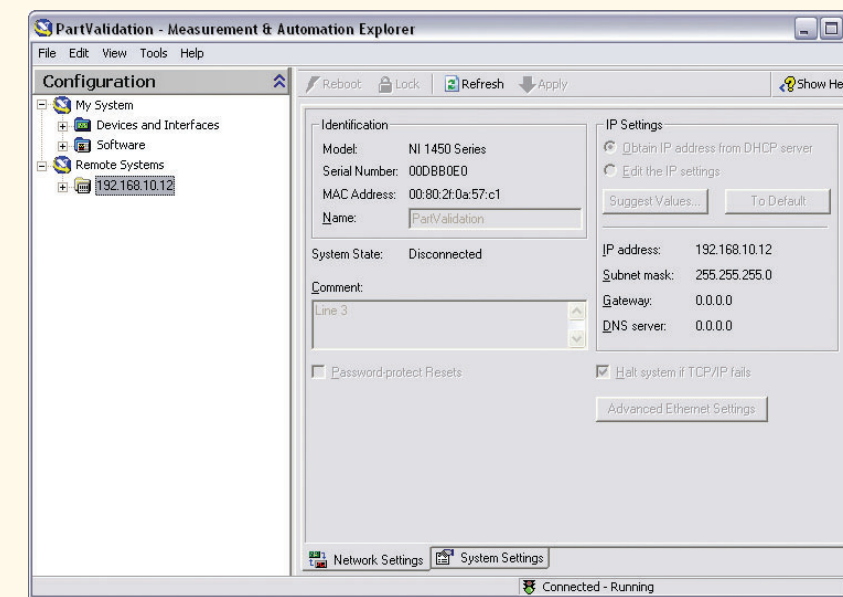 PartValidation - Measurement & Automation Explorer
File Edit View Tools Help
Configuration
Reboot Lock Refresh Apply Show He
My System
Devices and Interfaces
Software
Remote Systems
192.168.10.12
Identification
Model: NI 1450 Series
Serial Number: 00DBB0E0
MAC Address: 00:80:2f:0a:57:c1
Name: PartValidation
System State: Disconnected
Comment:
Line 3
Password-protect Resets
IP Settings
Obtain IP address from DHCP server
Edit the IP settings
Suggest Values... To Default
IP address: 192.168.10.12
Subnet mask: 255.255.255.0
Gateway: 0.0.0.0
DNS server: 0.0.0.0
Halt system if TCP/IP fails
Advanced Ethernet Settings
Network Settings System Settings
Connected - Running